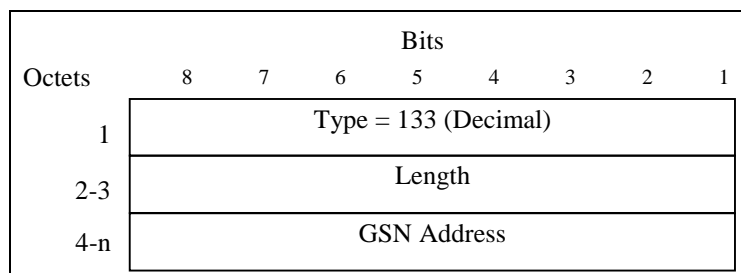 Bits
Octets 8 7 6 5 4 3 2 1
1 Type = 133 (Decimal)
2-3 Length
4-n GSN Address